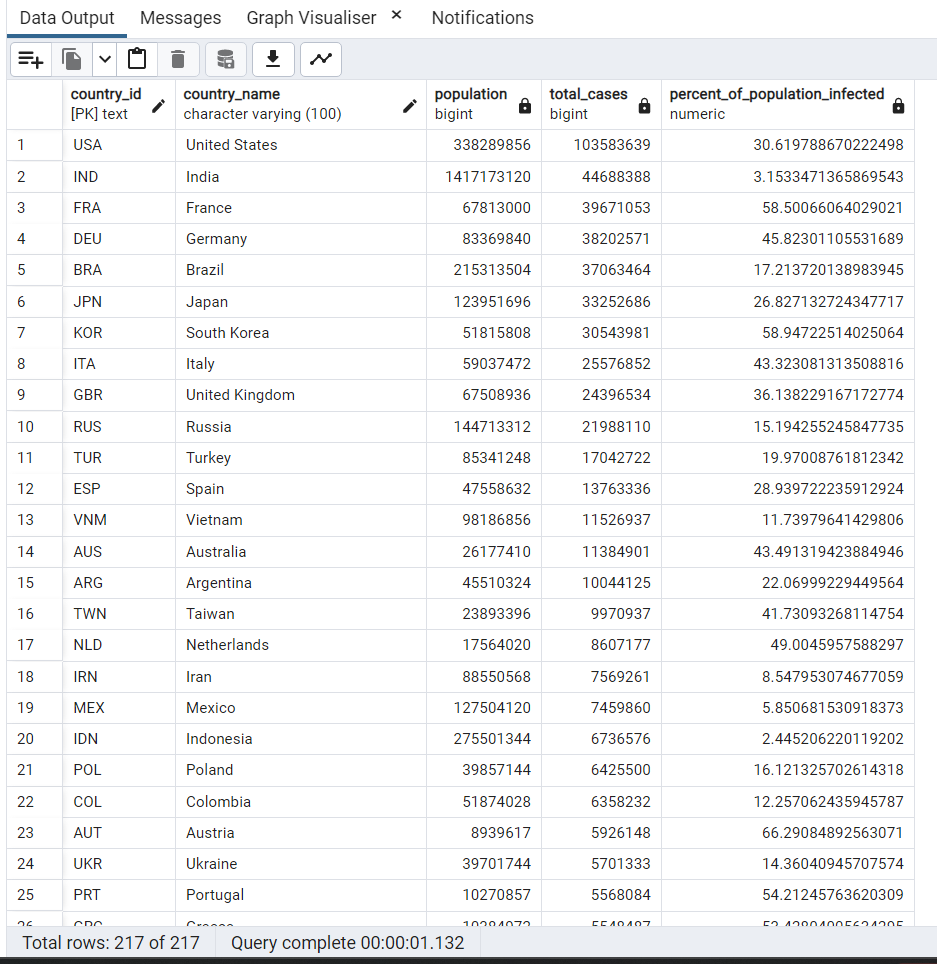 Data Output Messages Graph Visualiser × Notifications
country_id country_name population total_cases percent_of_population_infected
[PK] text character varying (100) bigint bigint numeric
1 USA United States 338289856 103583639 30.619788670222498
2 IND India 1417173120 44688388 3.1533471365869543
3 FRA France 67813000 39671053 58.50066064029021
4 DEU Germany 83369840 38202571 45.82301105531689
5 BRA Brazil 215313504 37063464 17.213720138983945
6 JPN Japan 123951696 33252686 26.827132724347717
7 KOR South Korea 51815808 30543981 58.94722514025064
8 ITA Italy 59037472 25576852 43.323081313508816
9 GBR United Kingdom 67508936 24396534 36.138229167172774
10 RUS Russia 144713312 21988110 15.194255245847735
11 TUR Turkey 85341248 17042722 19.97008761812342
12 ESP Spain 47558632 13763336 28.939722235912924
13 VNM Vietnam 98186856 11526937 11.73979641429806
14 AUS Australia 26177410 11384901 43.491319423884946
15 ARG Argentina 45510324 10044125 22.06999229449564
16 TWN Taiwan 23893396 9970937 41.73093268114754
17 NLD Netherlands 17564020 8607177 49.0045957588297
18 IRN Iran 88550568 7569261 8.547953074677059
19 MEX Mexico 127504120 7459860 5.850681530918373
20 IDN Indonesia 275501344 6736576 2.445206220119202
21 POL Poland 39857144 6425500 16.121325702614318
22 COL Colombia 51874028 6358232 12.257062435945787
23 AUT Austria 8939617 5926148 66.29084892563071
24 UKR Ukraine 39701744 5701333 14.36040945707574
25 PRT Portugal 10270857 5568084 54.21245763620309
26 GRC Greece
Total rows: 217 of 217 Query complete 00:00:01.132